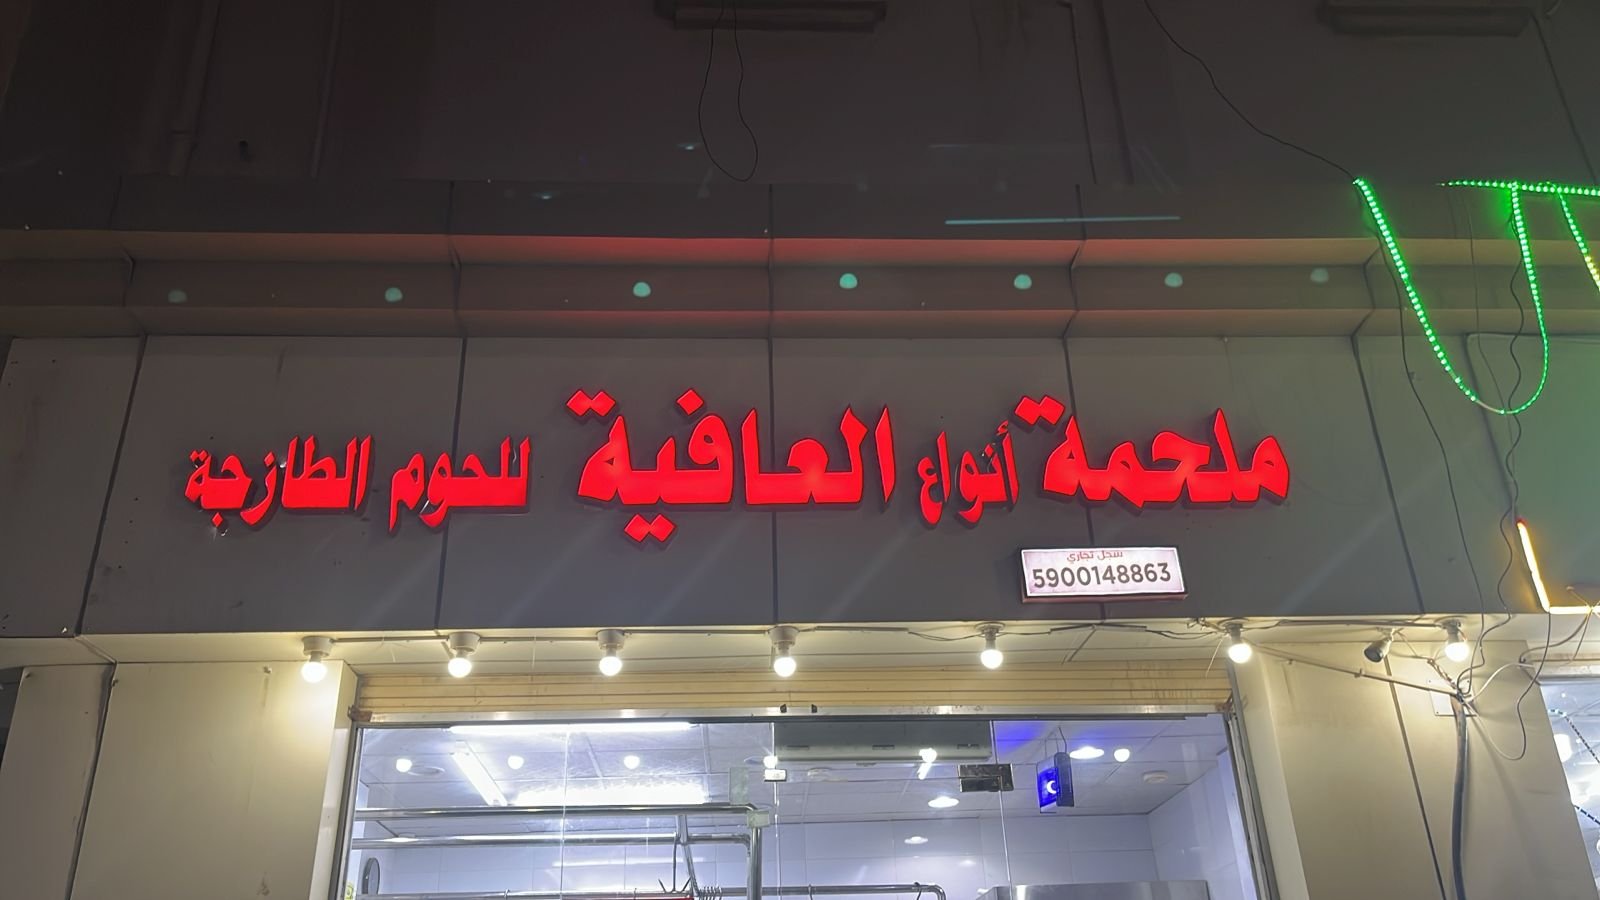 ملحمة أنواع العافية للحوم الطازجة
سجل تجاري
5900148863